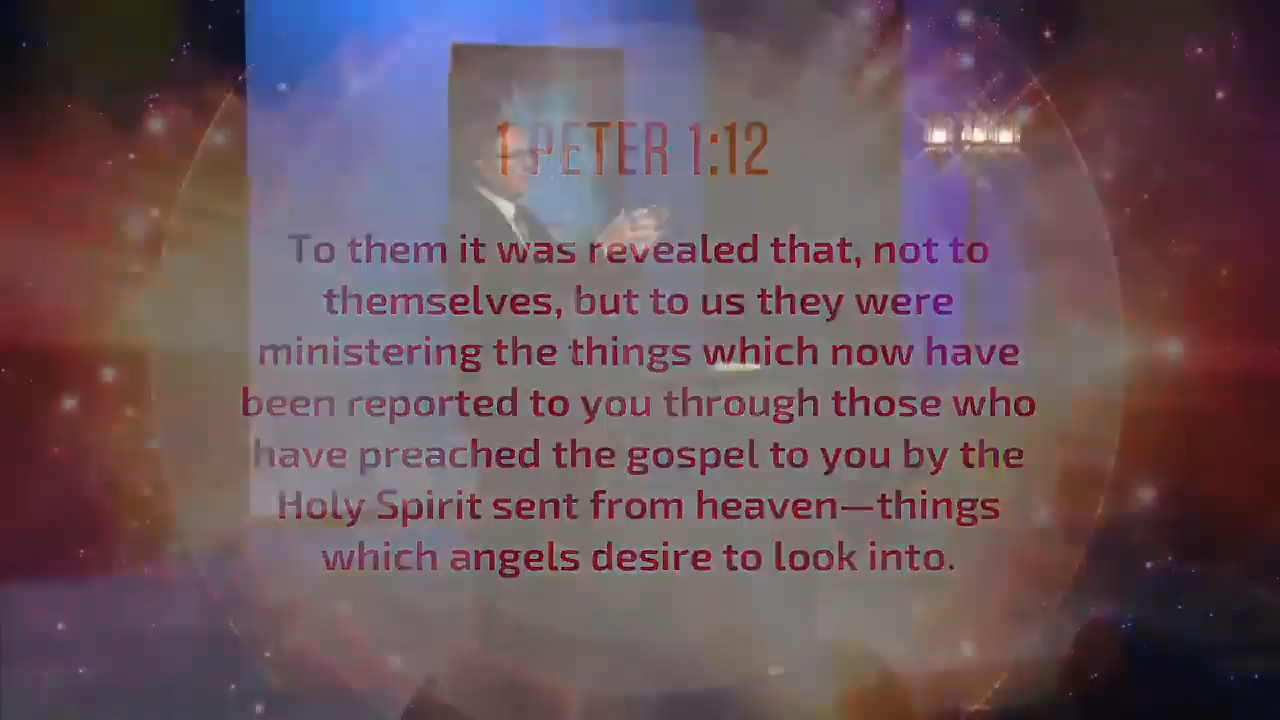 1 PETER 1:12
To them it was revealed that, not to
themselves, but to us they were
ministering the things which now have
been reported to you through those who
have preached the gospel to you by the
Holy Spirit sent from heaven—things
which angels desire to look into.